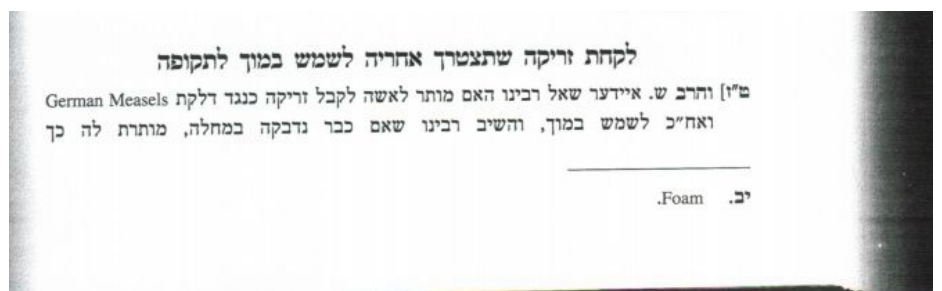 לקחת זריקה שתצטרך אחריה לשמש במוך לתקופה
ט״ז] והרב ש. איידער שאל רבינו האם מותר לאשה לקבל זריקה כנגד דלקת German Measels
ואח״כ לשמש במוך, והשיב רבינו שאם כבר נדבקה במחלה, מותרת לה כך
יב. Foam.